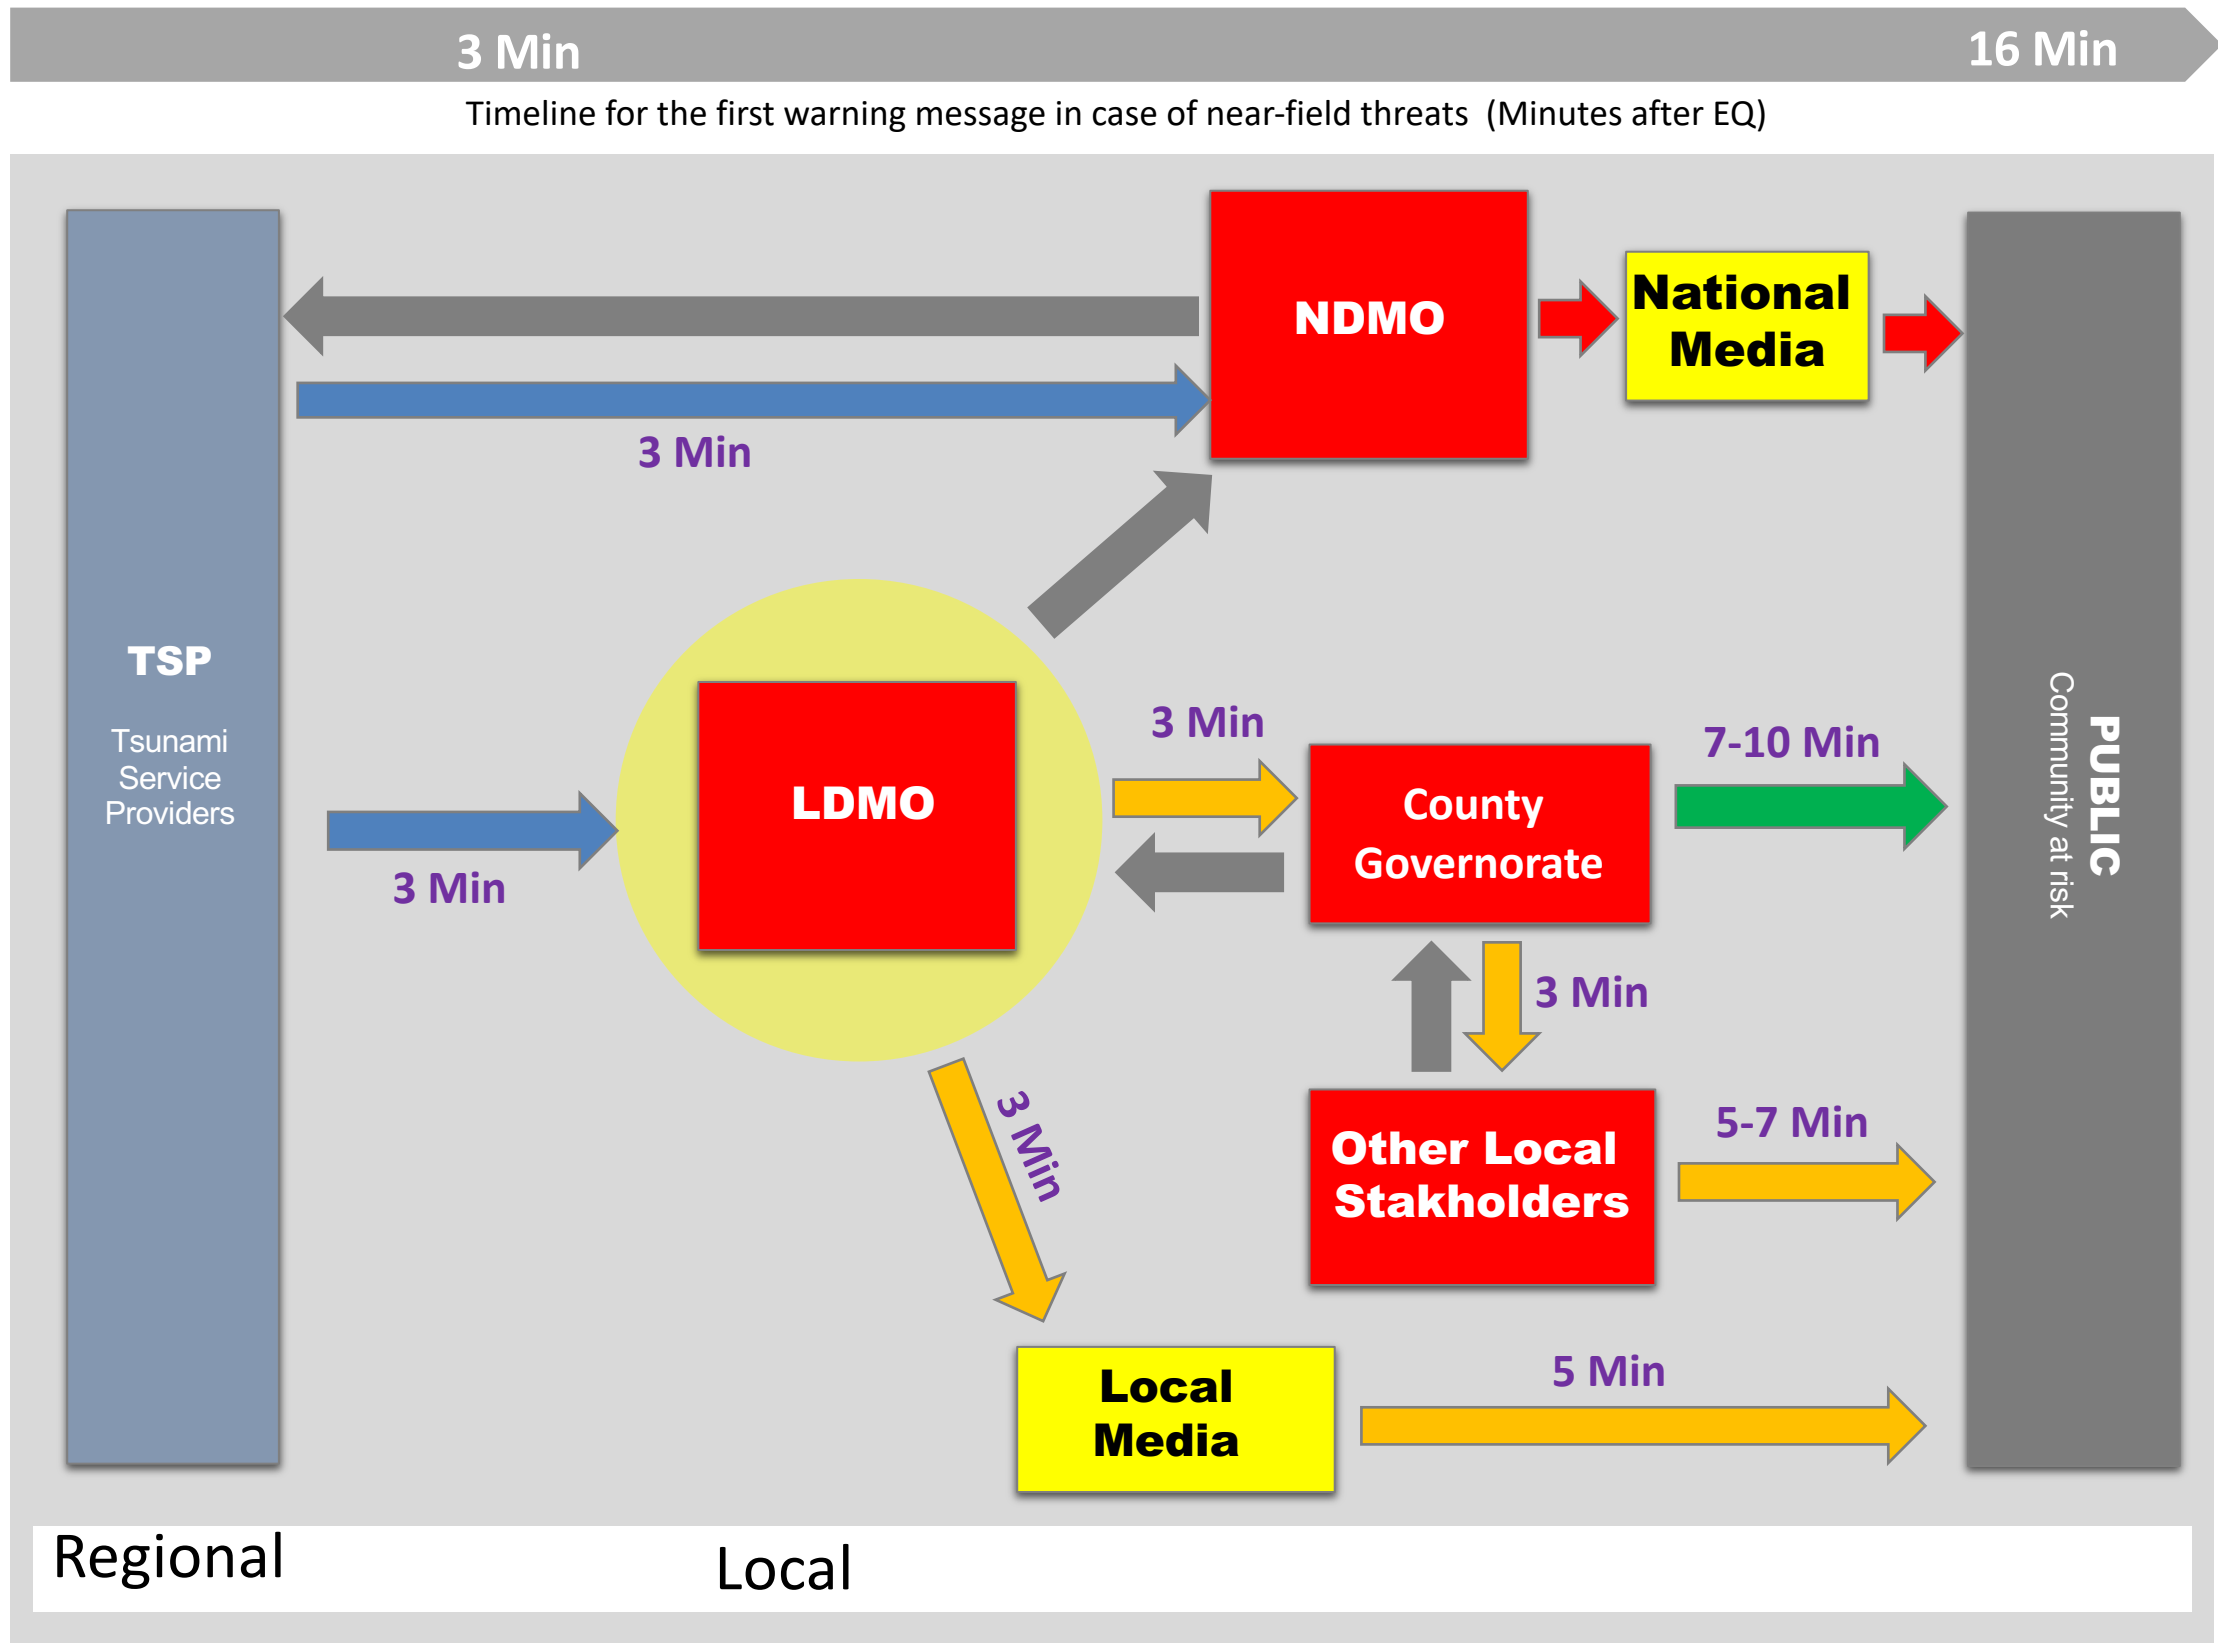 3 Min
16 Min
Timeline for the first warning message in case of near-field threats (Minutes after EQ)
NDMO
National
Media
3 Min
TSP
Tsunami
Service
Providers
3 Min
LDMO
3 Min
County
Governorate
7-10 Min
PUBLIC
Community at risk
3 Min
3 Min
Other Local
Stakholders
5-7 Min
Local
Media
5 Min
Regional
Local